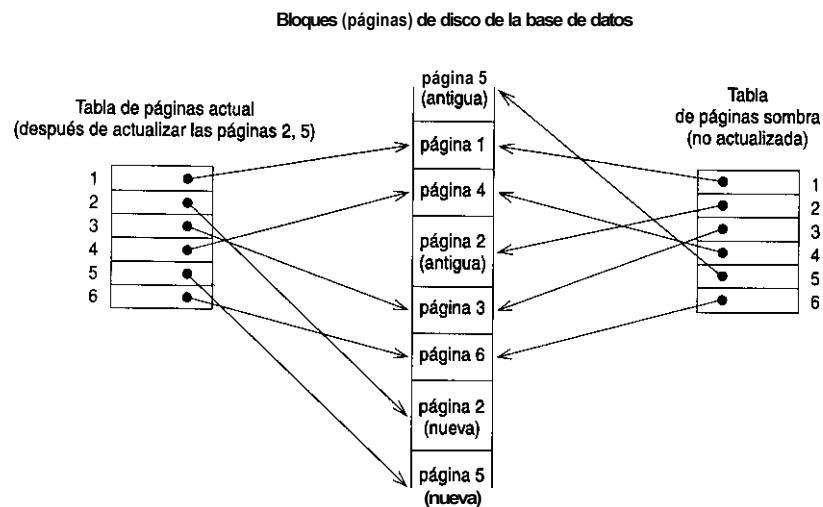 Bloques (páginas) de disco de la base de datos
Tabla de páginas actual
(después de actualizar las páginas 2, 5)
1
2
3
4
5
6
página 5
(antigua)
página 1
página 4
página 2
(antigua)
página 3
página 6
página 2
(nueva)
página 5
(nueva)
Tabla
de páginas sombra
(no actualizada)
1
2
3
4
5
6